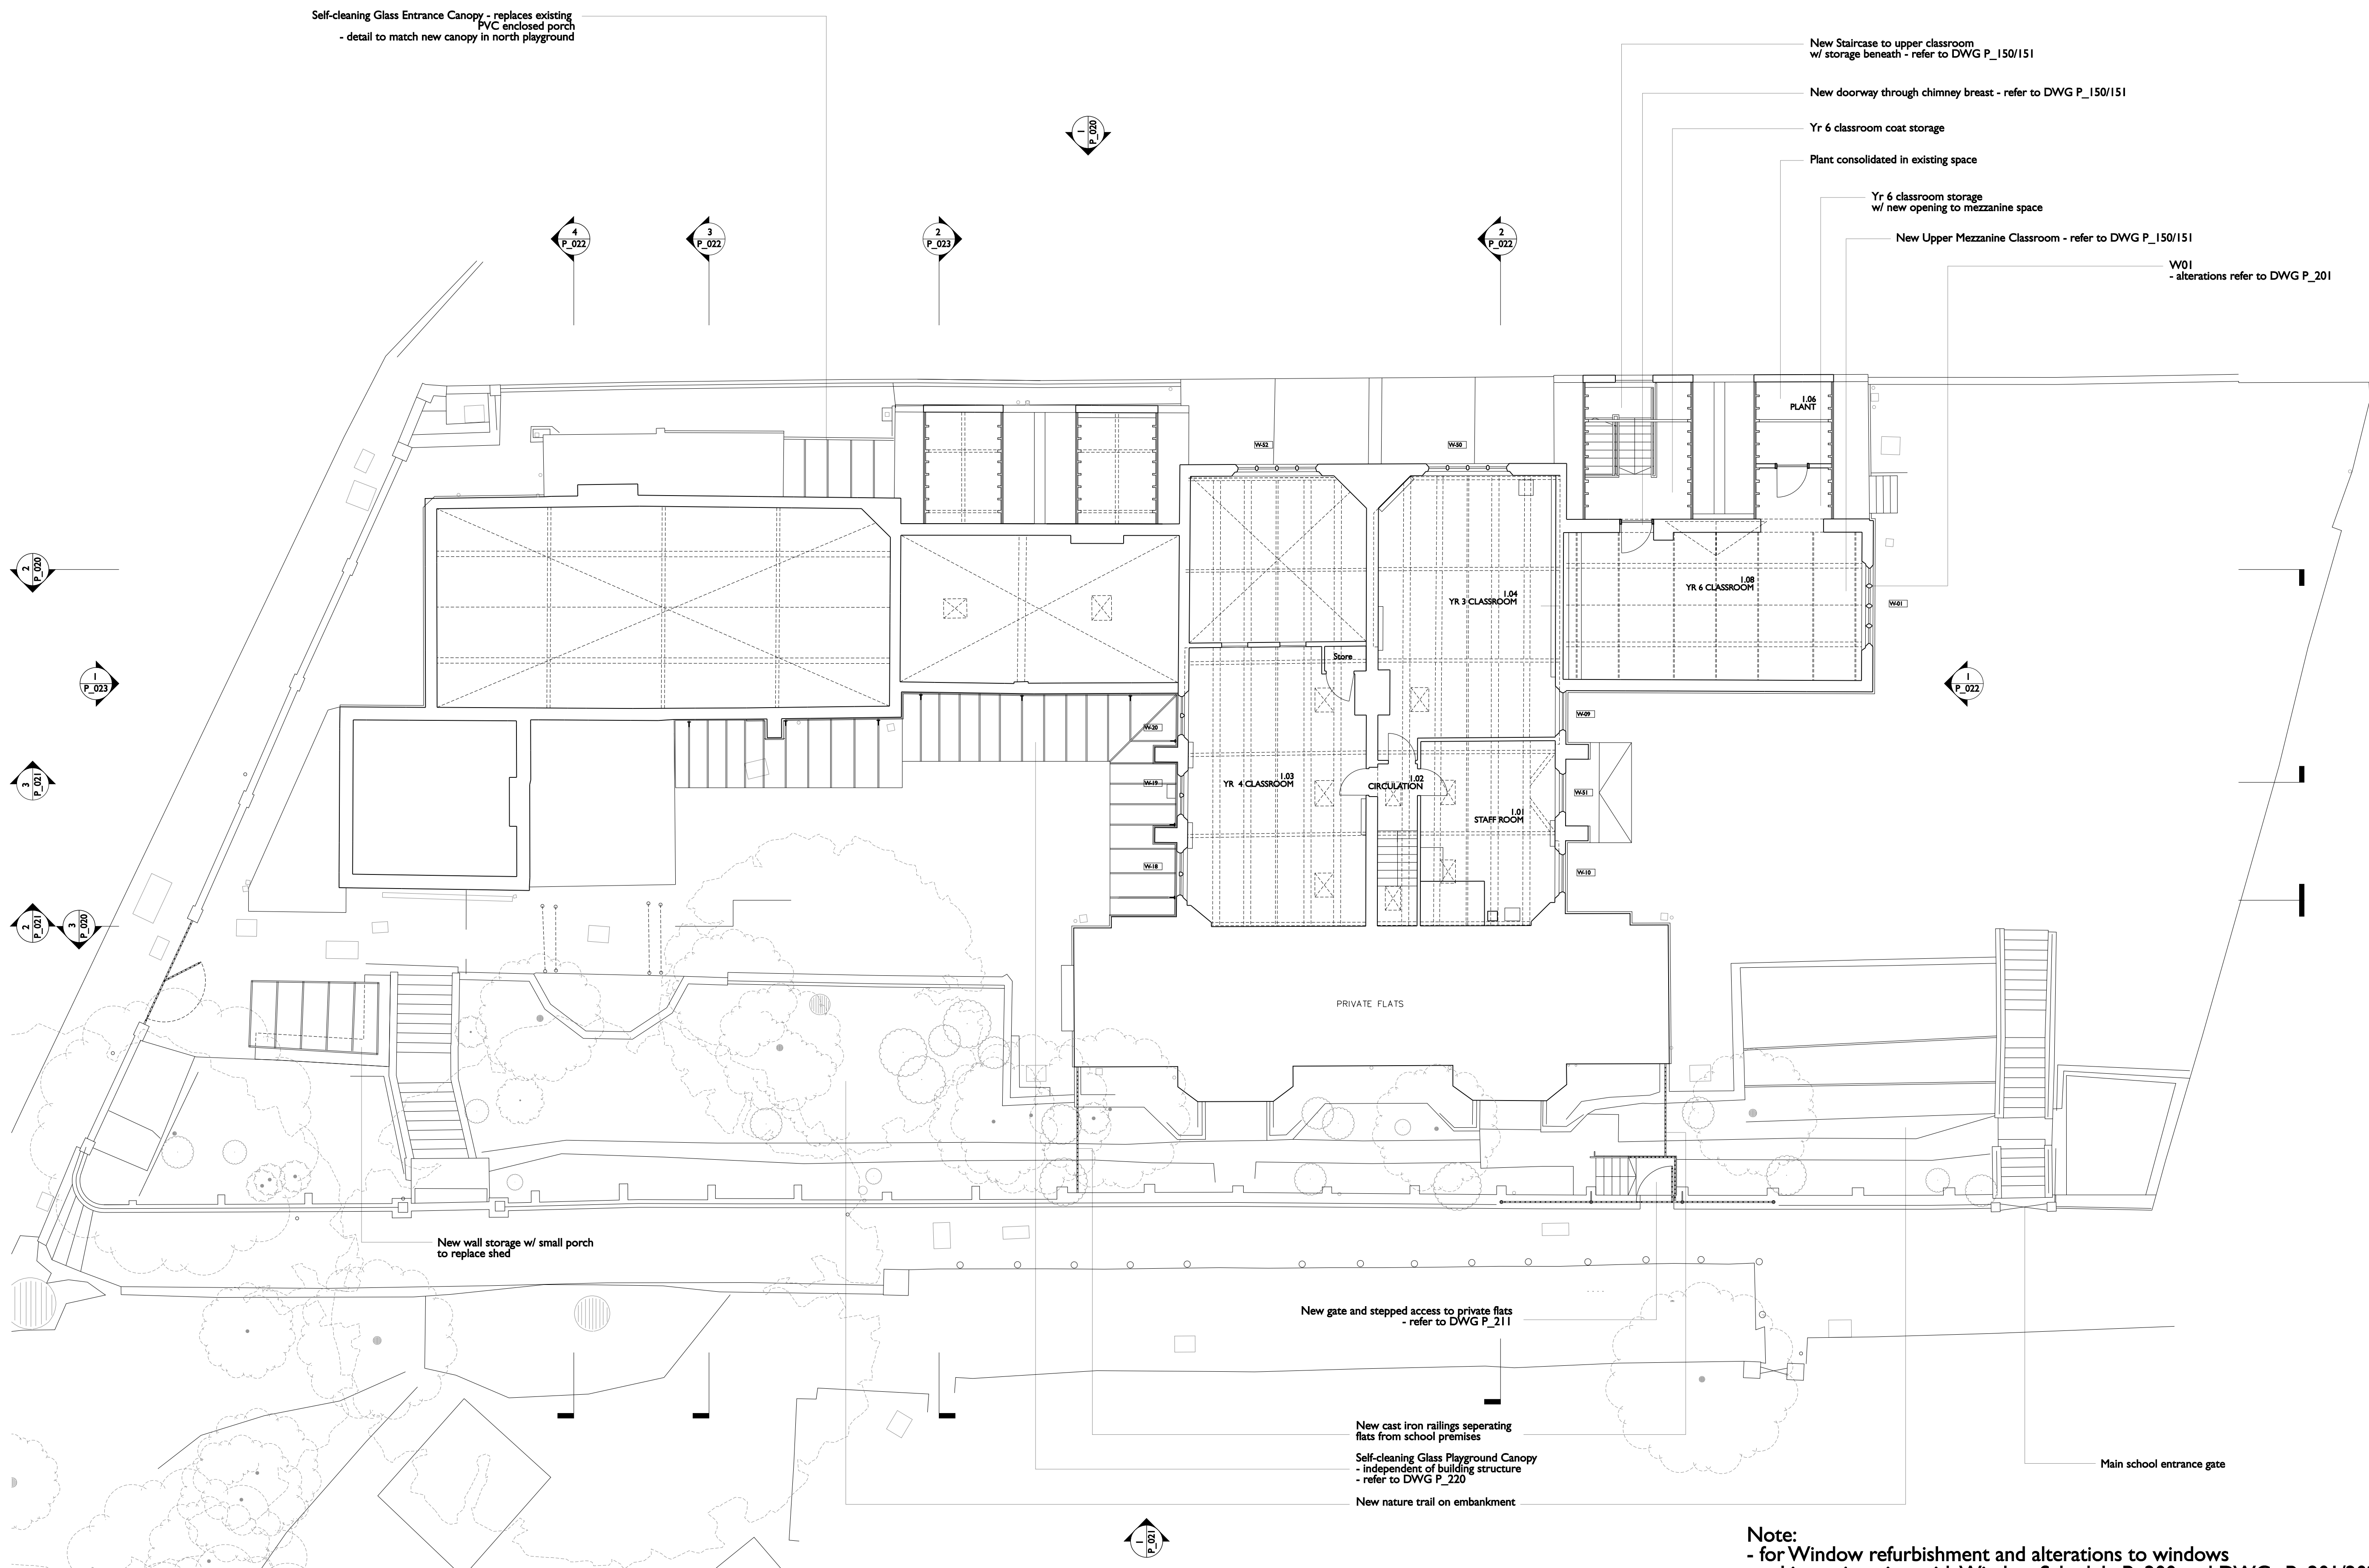 Self-cleaning Glass Entrance Canopy - replaces existing
PVC enclosed porch
- detail to match new canopy in north playground
New Staircase to upper classroom
w/ storage beneath - refer to DWG P_150/151
New doorway through chimney breast - refer to DWG P_150/151
Yr 6 classroom coat storage
Plant consolidated in existing space
Yr 6 classroom storage
w/ new opening to mezzanine space
New Upper Mezzanine Classroom - refer to DWG P_150/151
W01
- alterations refer to DWG P_201
1
P_020
4
P_022
3
P_022
2
P_023
2
P_022
1.06
PLANT
W-52
W-50
2
P_020
1.08
YR 6 CLASSROOM
1.04
YR 3 CLASSROOM
W-01
Store
1
P_023
1
P_022
W-09
W-20
3
P_021
1.03
YR 4 CLASSROOM
1.02
CIRCULATION
W-19
W-51
1.01
STAFF ROOM
W-18
W-10
2
P_021
3
P_020
PRIVATE FLATS
New wall storage w/ small porch
to replace shed
New gate and stepped access to private flats
- refer to DWG P_211
New cast iron railings seperating
flats from school premises
Self-cleaning Glass Playground Canopy
- independent of building structure
- refer to DWG P_220
Main school entrance gate
New nature trail on embankment
1
P_021
Note:
- for Window refurbishment and alterations to windows